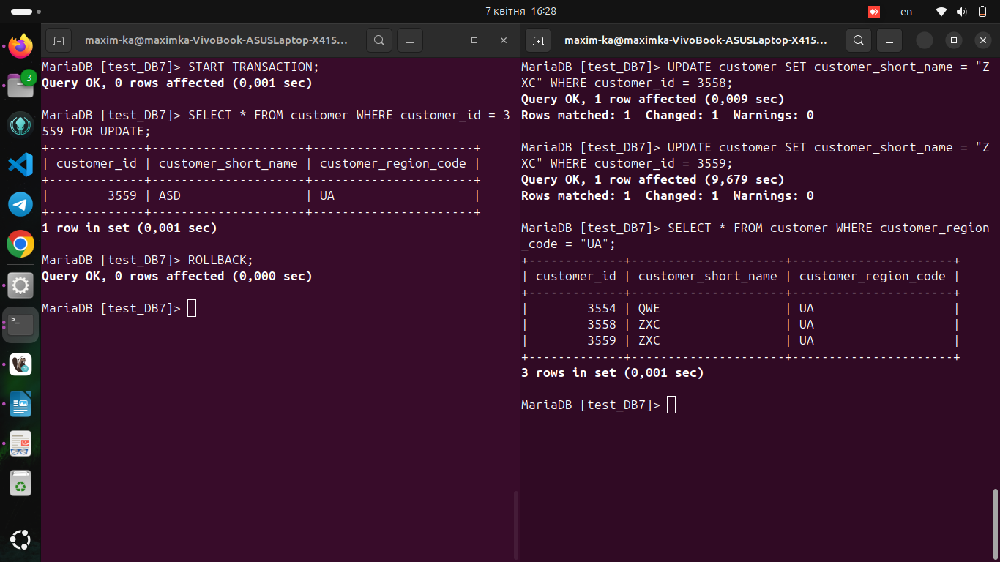 7 квітня 16:28
en
maxim-ka@maximka-VivoBook-ASUSLaptop-X415...
MariaDB [test_DB7]> START TRANSACTION;
Query OK, 0 rows affected (0,001 sec)
MariaDB [test_DB7]> SELECT * FROM customer WHERE customer_id = 3
559 FOR UPDATE;
+-------------+---------------------+----------------------+
| customer_id | customer_short_name | customer_region_code |
+-------------+---------------------+----------------------+
|        3559 | ASD                 | UA                   |
+-------------+---------------------+----------------------+
1 row in set (0,001 sec)
MariaDB [test_DB7]> ROLLBACK;
Query OK, 0 rows affected (0,000 sec)
MariaDB [test_DB7]>
maxim-ka@maximka-VivoBook-ASUSLaptop-X415...
MariaDB [test_DB7]> UPDATE customer SET customer_short_name = "Z
XC" WHERE customer_id = 3558;
Query OK, 1 row affected (0,009 sec)
Rows matched: 1  Changed: 1  Warnings: 0
MariaDB [test_DB7]> UPDATE customer SET customer_short_name = "Z
XC" WHERE customer_id = 3559;
Query OK, 1 row affected (9,679 sec)
Rows matched: 1  Changed: 1  Warnings: 0
MariaDB [test_DB7]> SELECT * FROM customer WHERE customer_region
_code = "UA";
+-------------+---------------------+----------------------+
| customer_id | customer_short_name | customer_region_code |
+-------------+---------------------+----------------------+
|        3554 | QWE                 | UA                   |
|        3558 | ZXC                 | UA                   |
|        3559 | ZXC                 | UA                   |
+-------------+---------------------+----------------------+
3 rows in set (0,001 sec)
MariaDB [test_DB7]>
3
>_